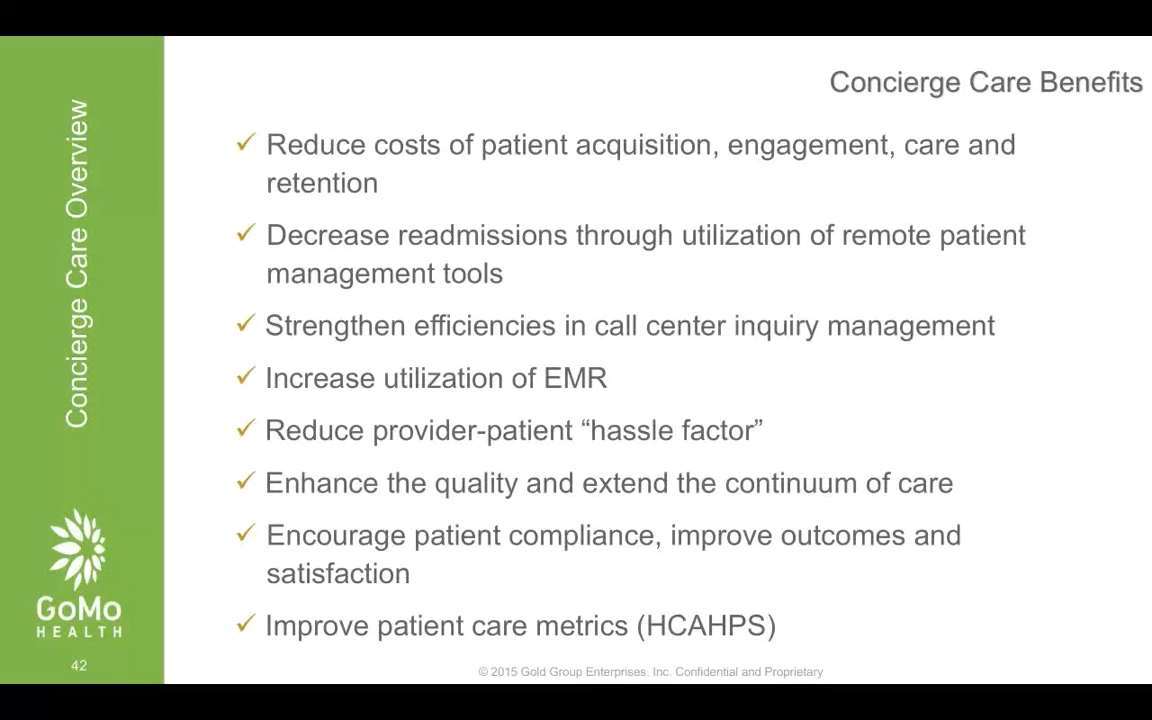 Concierge Care Overview
Concierge Care Benefits
✓ Reduce costs of patient acquisition, engagement, care and
retention
✓ Decrease readmissions through utilization of remote patient
management tools
✓ Strengthen efficiencies in call center inquiry management
✓ Increase utilization of EMR
✓ Reduce provider-patient “hassle factor”
✓ Enhance the quality and extend the continuum of care
✓ Encourage patient compliance, improve outcomes and
satisfaction
✓ Improve patient care metrics (HCAHPS)
GoMo
HEALTH
42
© 2015 Gold Group Enterprises, Inc. Confidential and Proprietary